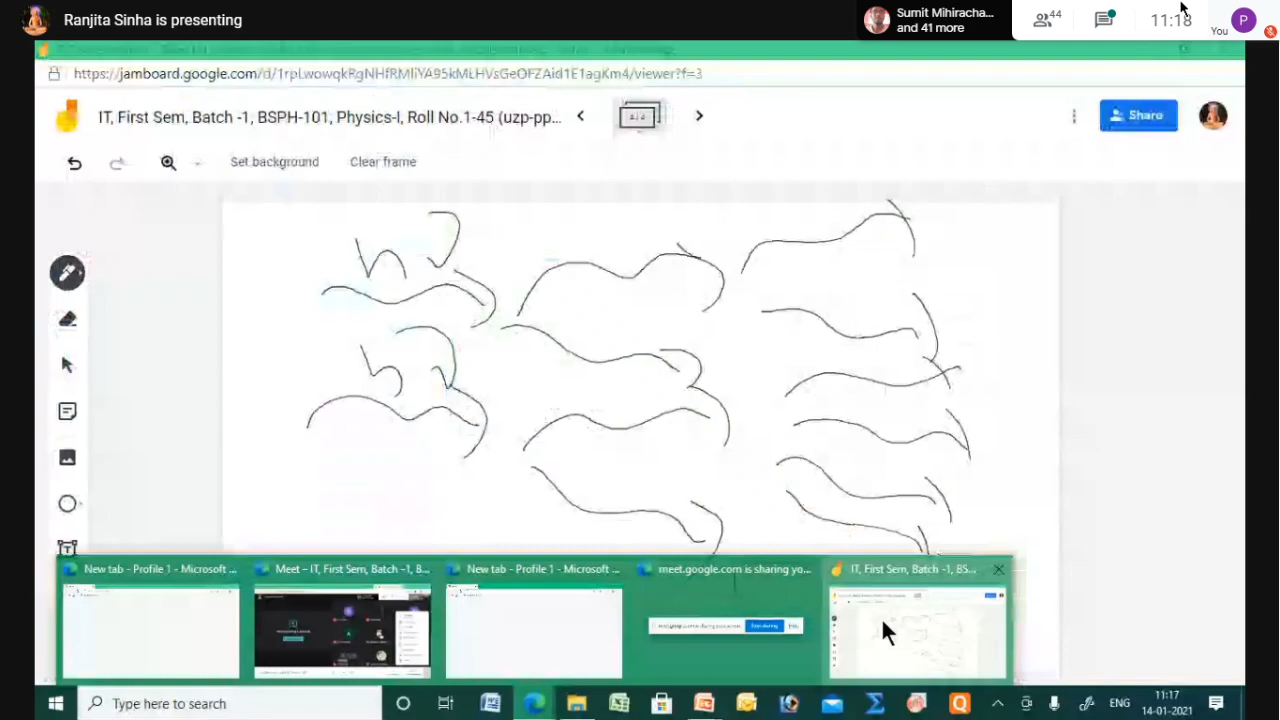 Ranjita Sinha is presenting
Sumit Mihiracha...
and 41 more
44
11:18
You
P
https://jamboard.google.com/d/1rpLwowqkRgNHfRMliYA95kMLHVsGeOFZAid1E1agKm4/viewer?f=3
IT, First Sem, Batch -1, BSPH-101, Physics-I, Roll No.1-45 (uzp-pp...
Share
Set background
Clear frame
New tab - Profile 1 - Microsoft ...
Meet – IT, First Sem, Batch –1, B...
New tab - Profile 1 - Microsoft ...
meet.google.com is sharing yo...
IT, First Sem, Batch -1, BS...
Stop sharing
Type here to search
ENG
11:17
14-01-2021